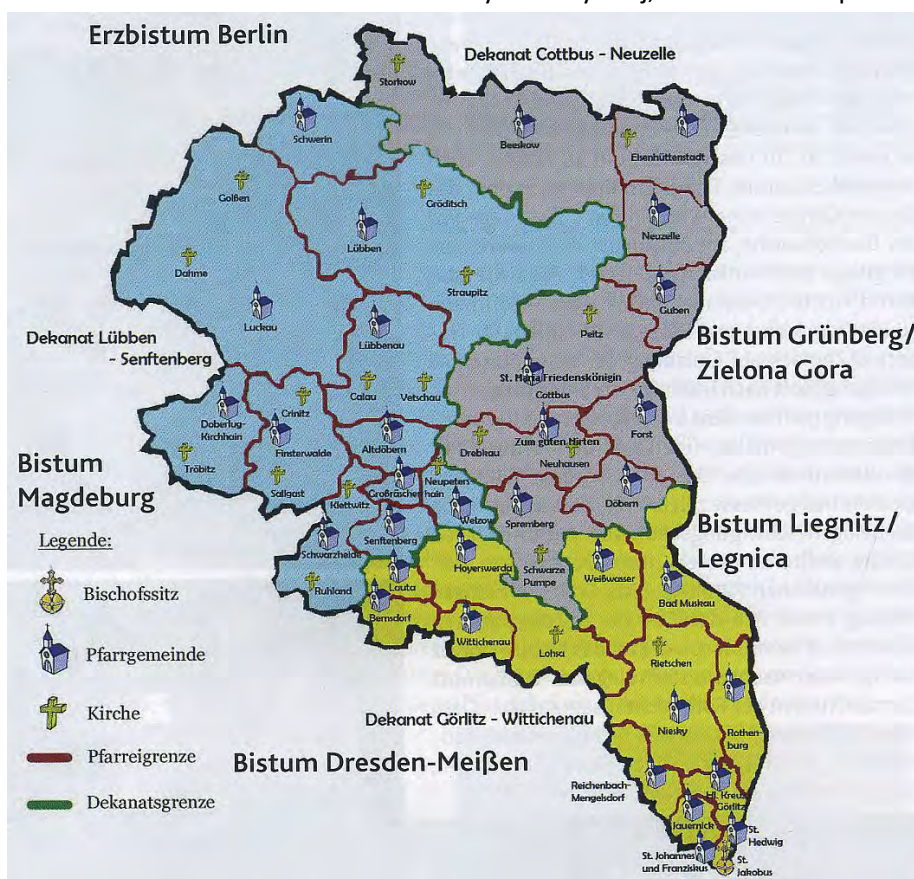 Erzbistum Berlin
Dekanat Cottbus - Neuzelle
Storkow
Schwerin
Beeskow
Eisenhüttenstadt
Golßen
Gröditsch
Lübben
Neuzelle
Dahme
Straupitz
Luckau
Guben
Peitz
Dekanat Lübben
- Senftenberg
Lübbenau
Bistum Grünberg/
Zielona Gora
St. Maria Friedenskönigin
Cottbus
Calau
Vetschau
Doberlug-
Kirchhain
Crinitz
Forst
Finsterwalde
Altdöbern
Drebkau
Zum guten Hirten
Neuhausen
Tröbitz
Bistum
Magdeburg
Sallgast
Klettwitz
Großräschen
Neupeters
hain
Welzow
Spremberg
Döbern
Bistum Liegnitz/
Legnica
Legende:
Schwarzheide
Senftenberg
Hoyerswerda
Schwarze
Pumpe
Weißwasser
Bad Muskau
Bischofssitz
Ruhland
Lauta
Bernsdorf
Wittichenau
Lohsa
Rietschen
Pfarrgemeinde
Kirche
Dekanat Görlitz - Wittichenau
Niesky
Rothen-
burg
Pfarreigrenze
Bistum Dresden-Meißen
Reichenbach-
Mengelsdorf
Hl. Kreuz
Görlitz
Dekanatsgrenze
Jauernick
St.
Hedwig
St. Johannes
und Franziskus
St.
Jakobus